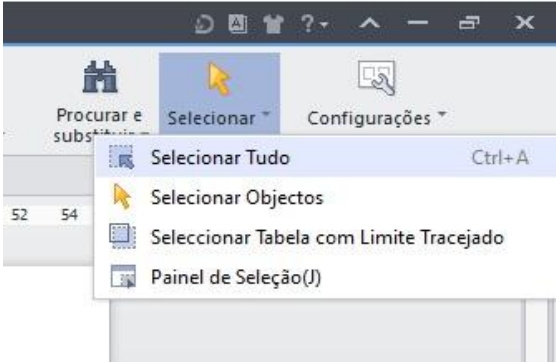 ?
Procurar e
substituir
Selecionar
Configurações
Selecionar Tudo Ctrl+A
Selecionar Objectos
52 54
Seleccionar Tabela com Limite Tracejado
Painel de Seleção(J)